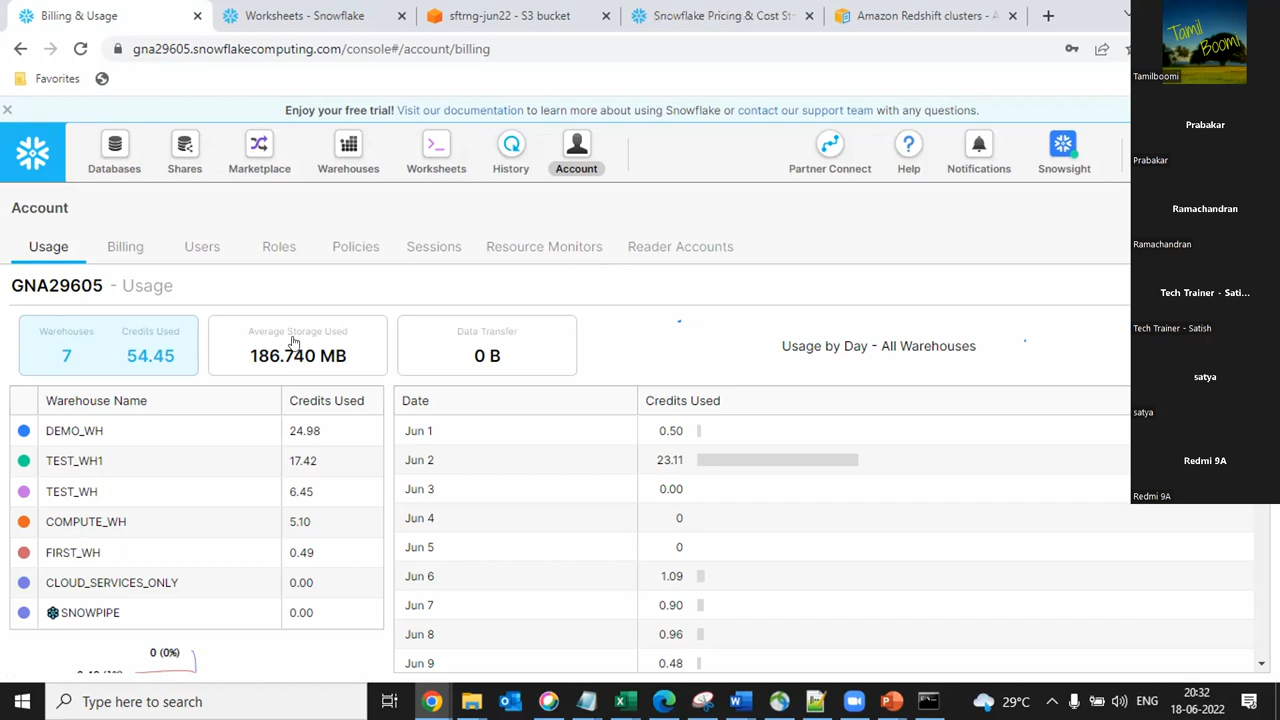 Billing & Usage
Worksheets - Snowflake
sftrng-jun22 - S3 bucket
Snowflake Pricing & Cost St
Amazon Redshift clusters - A
gna29605.snowflakecomputing.com/console#/account/billing
Favorites
Enjoy your free trial! Visit our documentation to learn more about using Snowflake or contact our support team with any questions.
Databases
Shares
Marketplace
Warehouses
Worksheets
History
Account
Partner Connect
Help
Notifications
Snowsight
Account
Usage
Billing
Users
Roles
Policies
Sessions
Resource Monitors
Reader Accounts
GNA29605 - Usage
Warehouses Credits Used
7 54.45
Average Storage Used
186.740 MB
Data Transfer
0 B
Usage by Day - All Warehouses
Warehouse Name Credits Used
DEMO_WH 24.98
TEST_WH1 17.42
TEST_WH 6.45
COMPUTE_WH 5.10
FIRST_WH 0.49
CLOUD_SERVICES_ONLY 0.00
SNOWPIPE 0.00
0 (0%)
Date Credits Used
Jun 1 0.50
Jun 2 23.11
Jun 3 0.00
Jun 4 0
Jun 5 0
Jun 6 1.09
Jun 7 0.90
Jun 8 0.96
Jun 9 0.48
Tamil
Boomi
Tamilboomi
Prabakar
Prabakar
Ramachandran
Ramachandran
Tech Trainer - Sati...
Tech Trainer - Satish
satya
satya
Redmi 9A
Redmi 9A
Type here to search
29°C
ENG
20:32
18-06-2022